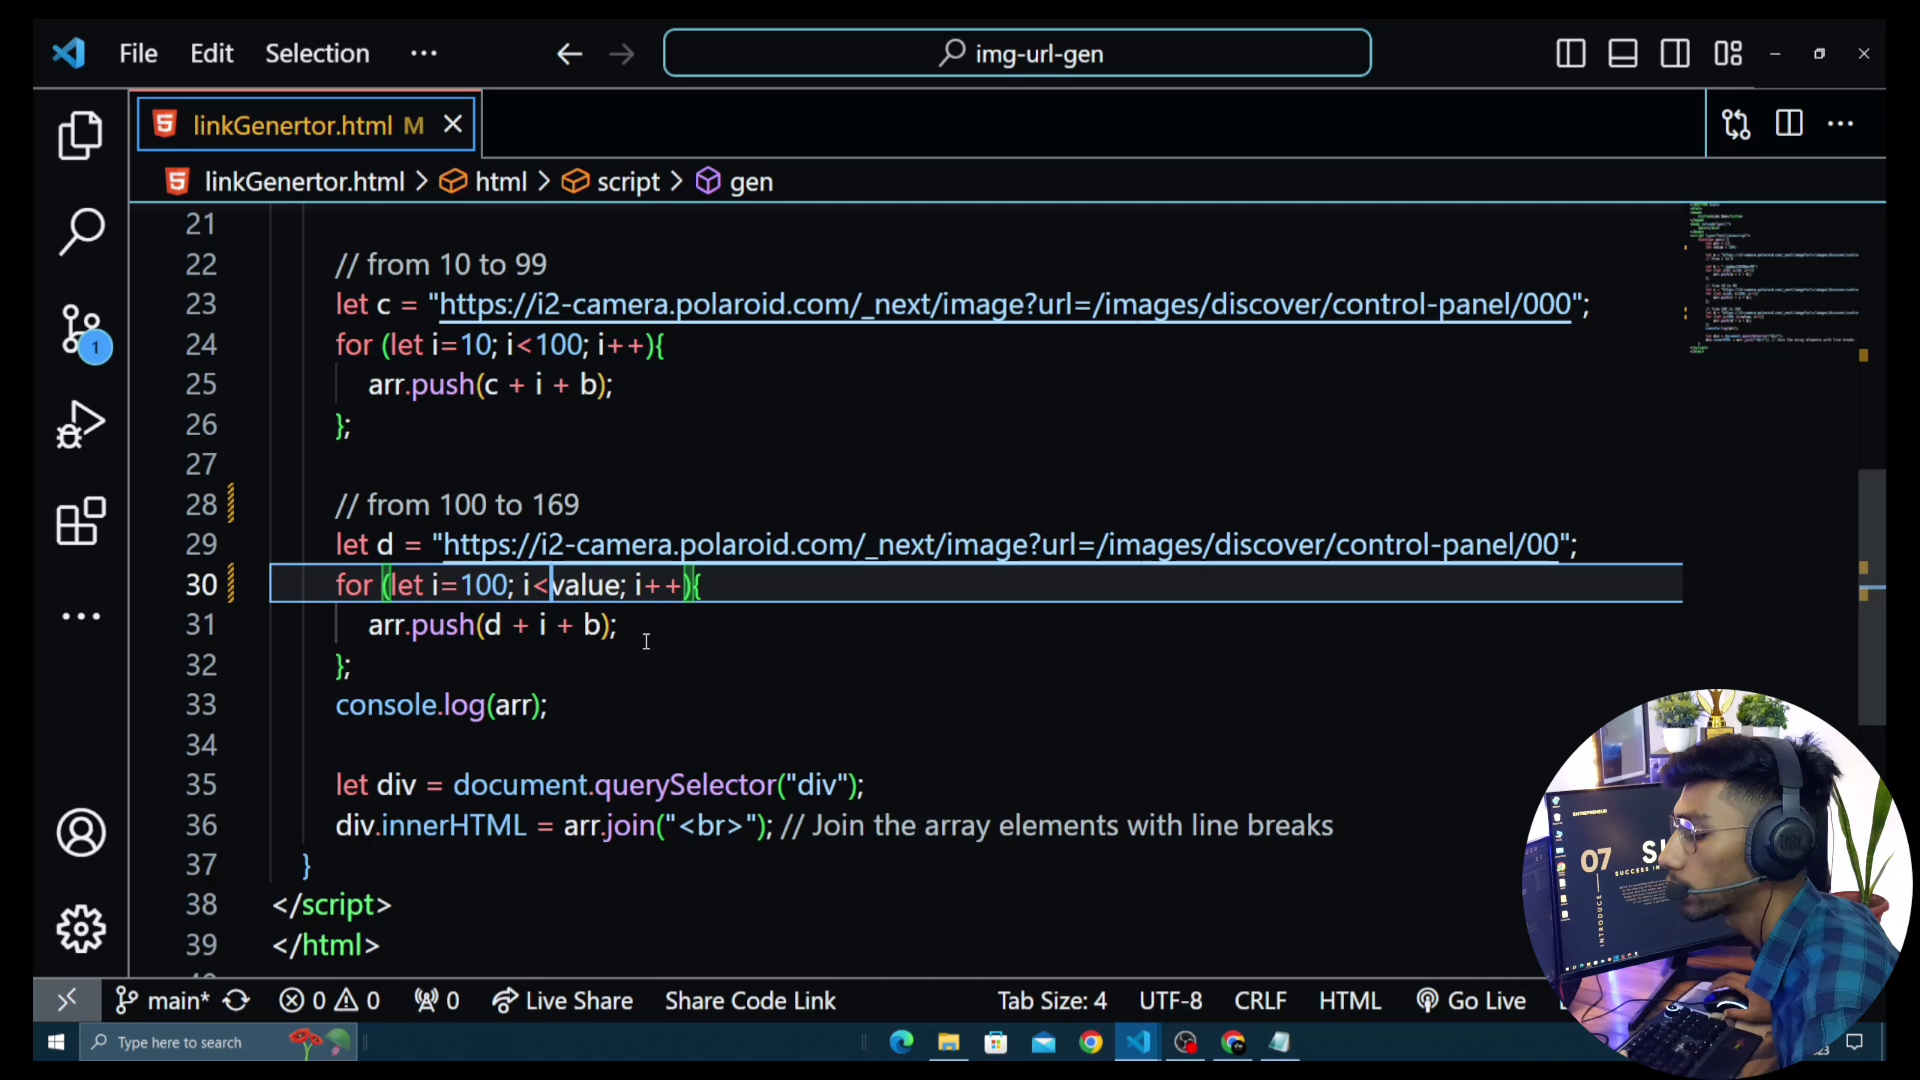 File Edit Selection ···
img-url-gen
linkGenertor.html M
linkGenertor.html > html > script > gen
21
22 // from 10 to 99
23 let c = "https://i2-camera.polaroid.com/_next/image?url=/images/discover/control-panel/000";
24 for (let i=10; i<100; i++){
25 arr.push(c + i + b);
26 };
27
28 // from 100 to 169
29 let d = "https://i2-camera.polaroid.com/_next/image?url=/images/discover/control-panel/00";
30 for (let i=100; i<value; i++){
31 arr.push(d + i + b);
32 };
33 console.log(arr);
34
35 let div = document.querySelector("div");
36 div.innerHTML = arr.join("<br>"); // Join the array elements with line breaks
37 }
38 </script>
39 </html>
1
ENTREPRENEUR
07
SUCCESS IN
INTRODUCE
main* 0 0 0 Live Share Share Code Link Tab Size: 4 UTF-8 CRLF HTML Go Live
Type here to search